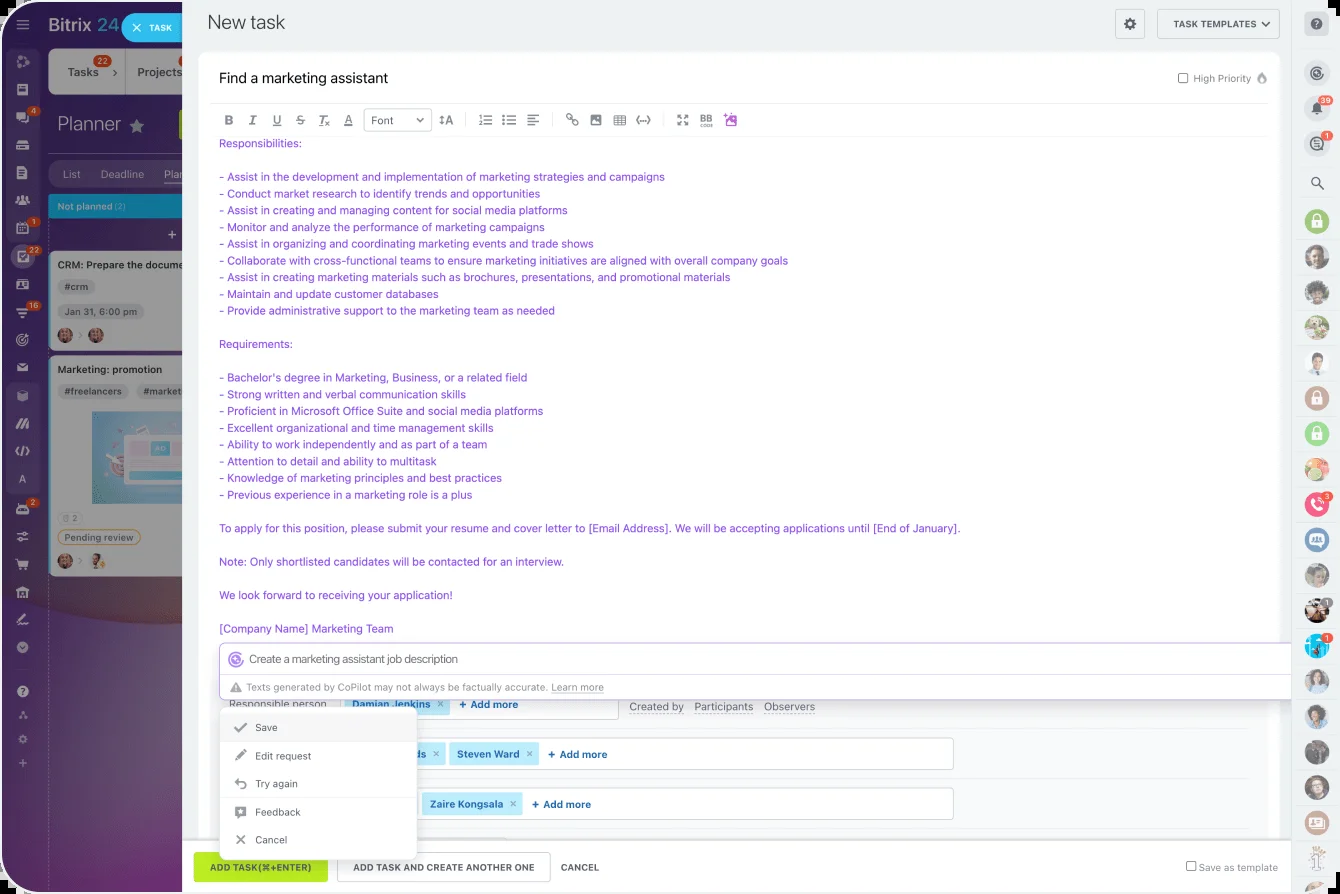 Bitrix 24
TASK
New task
TASK TEMPLATES
Tasks
22
Projects
Find a marketing assistant
High Priority
Planner
Font
BB
CODE
4
39
1
List
Deadline
Not planned (2)
Responsibilities:
- Assist in the development and implementation of marketing strategies and campaigns
- Conduct market research to identify trends and opportunities
- Assist in creating and managing content for social media platforms
- Monitor and analyze the performance of marketing campaigns
- Assist in organizing and coordinating marketing events and trade shows
- Collaborate with cross-functional teams to ensure marketing initiatives are aligned with overall company goals
- Assist in creating marketing materials such as brochures, presentations, and promotional materials
- Maintain and update customer databases
- Provide administrative support to the marketing team as needed
Requirements:
- Bachelor's degree in Marketing, Business, or a related field
- Strong written and verbal communication skills
- Proficient in Microsoft Office Suite and social media platforms
- Excellent organizational and time management skills
- Ability to work independently and as part of a team
- Attention to detail and ability to multitask
- Knowledge of marketing principles and best practices
- Previous experience in a marketing role is a plus
To apply for this position, please submit your resume and cover letter to [Email Address]. We will be accepting applications until [End of January].
Note: Only shortlisted candidates will be contacted for an interview.
We look forward to receiving your application!
[Company Name] Marketing Team
1
22
16
2
CRM: Prepare the docume
#crm
Jan 31, 6:00 pm
Marketing: promotion
#freelancers
#market
2
Pending review
3
1
1
Create a marketing assistant job description
Texts generated by CoPilot may not always be factually accurate. Learn more
Responsible person
Damian Jenkins
+ Add more
Created by
Participants
Observers
Save
Edit request
Try again
Feedback
Cancel
ds
Steven Ward
+ Add more
Zaire Kongsala
+ Add more
ADD TASK(⌘+ENTER)
ADD TASK AND CREATE ANOTHER ONE
CANCEL
Save as template